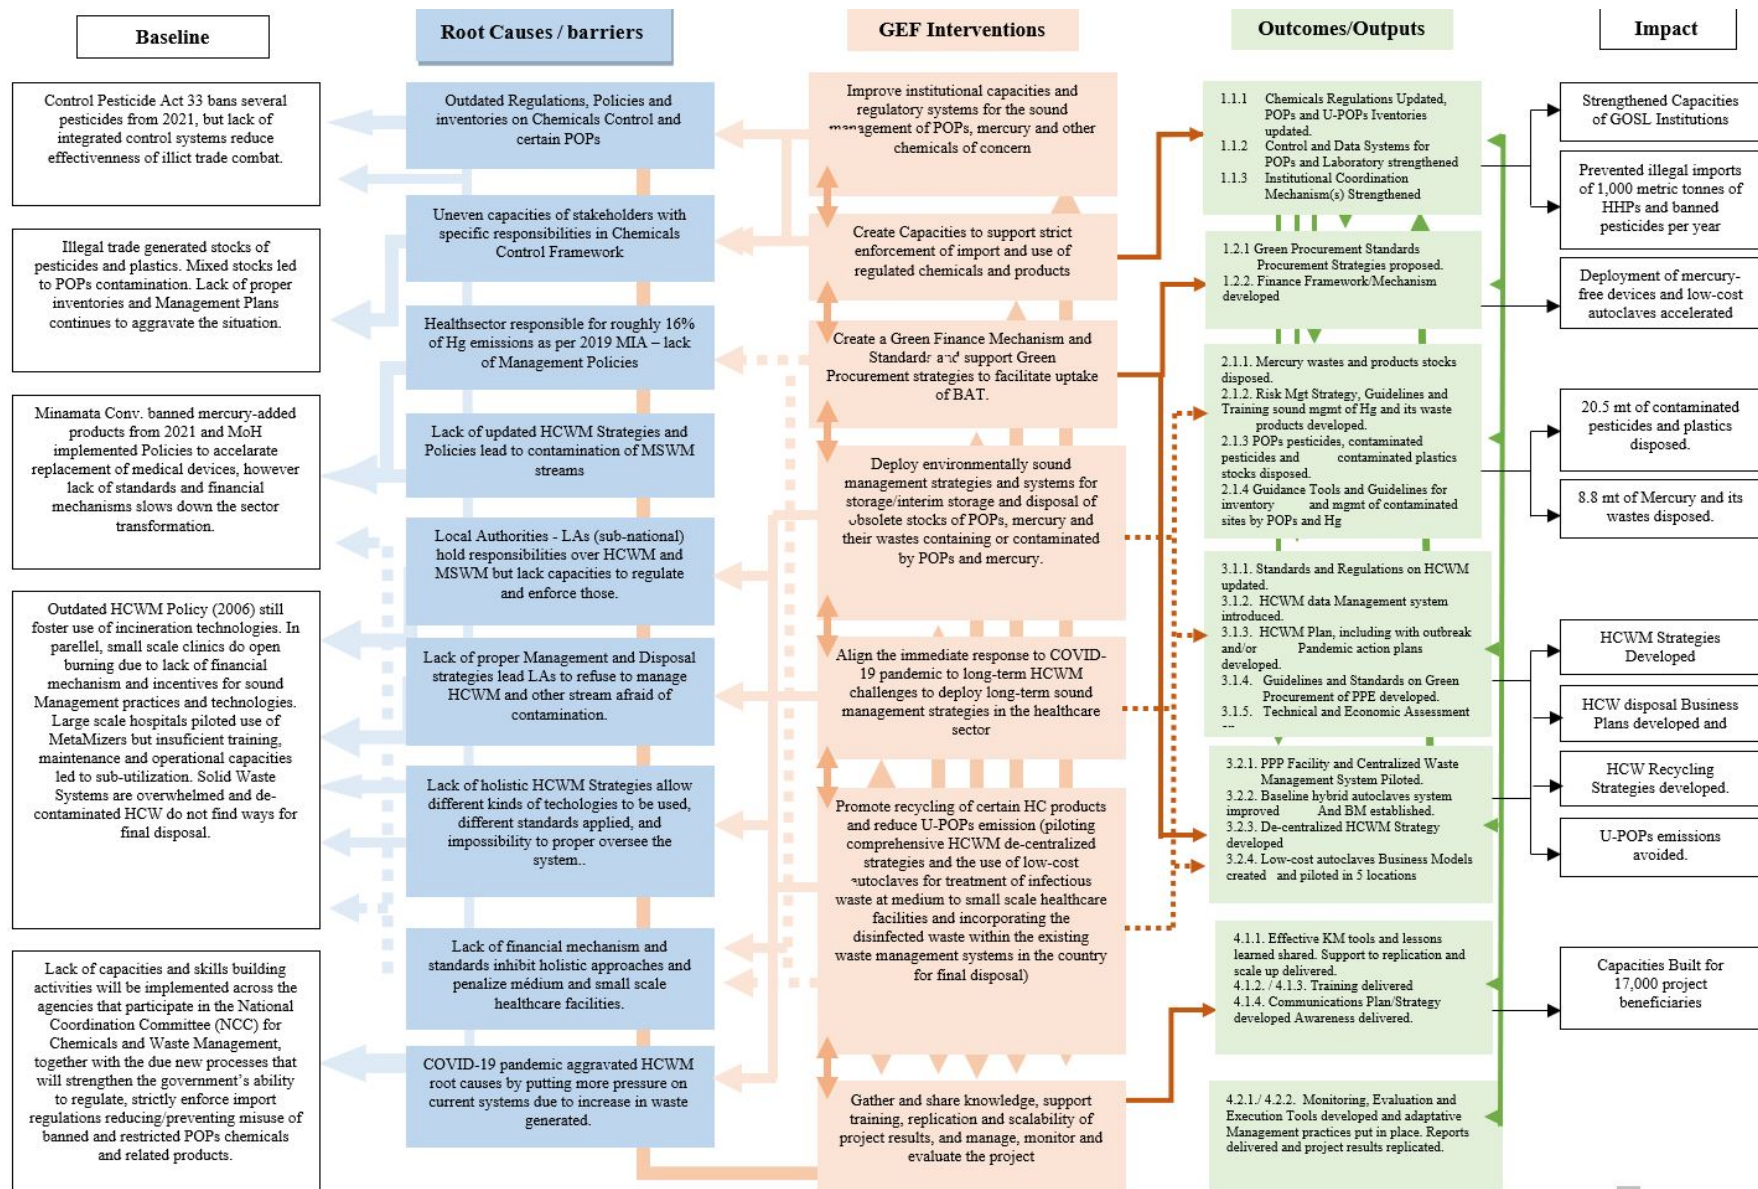 Baseline
Control Pesticide Act 33 bans several
pesticides from 2021, but lack of
integrated control systems reduce
effectiveness of illict trade combat.
Illegal trade generated stocks of
pesticides and plastics. Mixed stocks led
to POPs contamination. Lack of proper
inventories and Management Plans
continues to aggravate the situation.
Minamata Conv. banned mercury-added
products from 2021 and MoH
implemented Policies to accelarate
replacement of medical devices, however
lack of standards and financial
mechanisms slows down the sector
transformation.
Outdated HCWM Policy (2006) still
foster use of incineration technologies. In
parellel, small scale clinics do open
burning due to lack of financial
mechanism and incentives for sound
Management practices and technologies.
Large scale hospitals piloted use of
MetaMizers but insuficient training,
maintenance and operational capacities
led to sub-utilization. Solid Waste
Systems are overwhelmed and de-
contaminated HCW do not find ways for
final disposal.
Lack of capacities and skills building
activities will be implemented across the
agencies that participate in the National
Coordination Committee (NCC) for
Chemicals and Waste Management,
together with the due new processes that
will strengthen the government's ability
to regulate, strictly enforce import
regulations reducing/preventing misuse of
banned and restricted POPs chemicals
and related products.
Root Causes / barriers
Outdated Regulations, Policies and
inventories on Chemicals Control and
certain POPs
Uneven capacities of stakeholders with
specific responsibilities in Chemicals
Control Framework
Healthsector responsible for roughly 16%
of Hg emissions as per 2019 MIA – lack
of Management Policies
Lack of updated HCWM Strategies and
Policies lead to contamination of MSWM
streams
Local Authorities - LAs (sub-national)
hold responsibilities over HCWM and
MSWM but lack capacities to regulate
and enforce those.
Lack of proper Management and Disposal
strategies lead LAs to refuse to manage
HCWM and other stream afraid of
contamination.
Lack of holistic HCWM Strategies allow
different kinds of techologies to be used,
different standards applied, and
impossibility to proper oversee the
system..
Lack of financial mechanism and
standards inhibit holistic approaches and
penalize médium and small scale
healthcare facilities.
COVID-19 pandemic aggravated HCWM
root causes by putting more pressure on
current systems due to increase in waste
generated.
GEF Interventions
Improve institutional capacities and
regulatory systems for the sound
management of POPs, mercury and other
chemicals of concern
Create Capacities to support strict
enforcement of import and use of
regulated chemicals and products
Create a Green Finance Mechanism and
Standards and support Green
Procurement strategies to facilitate uptake
of BAT.
Deploy environmentally sound
management strategies and systems for
storage/interim storage and disposal of
obsolete stocks of POPs, mercury and
their wastes containing or contaminated
by POPs and mercury.
Align the immediate response to COVID-
19 pandemic to long-term HCWM
challenges to deploy long-term sound
management strategies in the healthcare
sector
Promote recycling of certain HC products
and reduce U-POPs emission (piloting
comprehensive HCWM de-centralized
strategies and the use of low-cost
autoclaves for treatment of infectious
waste at medium to small scale healthcare
facilities and incorporating the
disinfected waste within the existing
waste management systems in the country
for final disposal)
Gather and share knowledge, support
training, replication and scalability of
project results, and manage, monitor and
evaluate the project
Outcomes/Outputs
1.1.1 Chemicals Regulations Updated,
POPs and U-POPs Iventories
updated.
1.1.2 Control and Data Systems for
POPs and Laboratory strengthened
1.1.3 Institutional Coordination
Mechanism(s) Strengthened
1.2.1 Green Procurement Standards
Procurement Strategies proposed.
1.2.2. Finance Framework/Mechanism
developed
2.1.1. Mercury wastes and products stocks
disposed.
2.1.2. Risk Mgt Strategy, Guidelines and
Training sound mgmt of Hg and its waste
products developed.
2.1.3 POPs pesticides, contaminated
pesticides and contaminated plastics
stocks disposed.
2.1.4 Guidance Tools and Guidelines for
inventory and mgmt of contaminated
sites by POPs and Hg
3.1.1. Standards and Regulations on HCWM
updated.
3.1.2. HCWM data Management system
introduced.
3.1.3. HCWM Plan, including with outbreak
and/or Pandemic action plans
developed.
3.1.4. Guidelines and Standards on Green
Procurement of PPE developed.
3.1.5. Technical and Economic Assessment
3.2.1. PPP Facility and Centralized Waste
Management System Piloted.
3.2.2. Baseline hybrid autoclaves system
improved And BM established.
3.2.3. De-centralized HCWM Strategy
developed
3.2.4. Low-cost autoclaves Business Models
created and piloted in 5 locations
4.1.1. Effective KM tools and lessons
learned shared. Support to replication and
scale up delivered.
4.1.2. / 4.1.3. Training delivered
4.1.4. Communications Plan/Strategy
developed Awareness delivered.
4.2.1./ 4.2.2. Monitoring, Evaluation and
Execution Tools developed and adaptative
Management practices put in place. Reports
delivered and project results replicated.
Impact
Strengthened Capacities
of GOSL Institutions
Prevented illegal imports
of 1,000 metric tonnes of
HHPs and banned
pesticides per year
Deployment of mercury-
free devices and low-cost
autoclaves accelerated
20.5 mt of contaminated
pesticides and plastics
disposed.
8.8 mt of Mercury and its
wastes disposed.
HCWM Strategies
Developed
HCW disposal Business
Plans developed and
HCW Recycling
Strategies developed.
U-POPs emissions
avoided.
Capacities Built for
17,000 project
beneficiaries